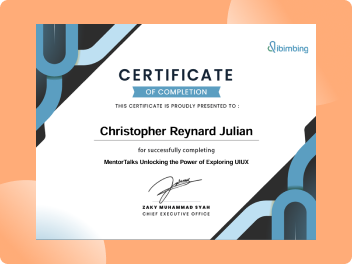 ibimbing
CERTIFICATE
OF COMPLETION
THIS CERTIFICATE IS PROUDLY PRESENTED TO :
Christopher Reynard Julian
for successfully completing
MentorTalks Unlocking the Power of Exploring UIUX
ZAKY MUHAMMAD SYAH
CHIEF EXECUTIVE OFFICE